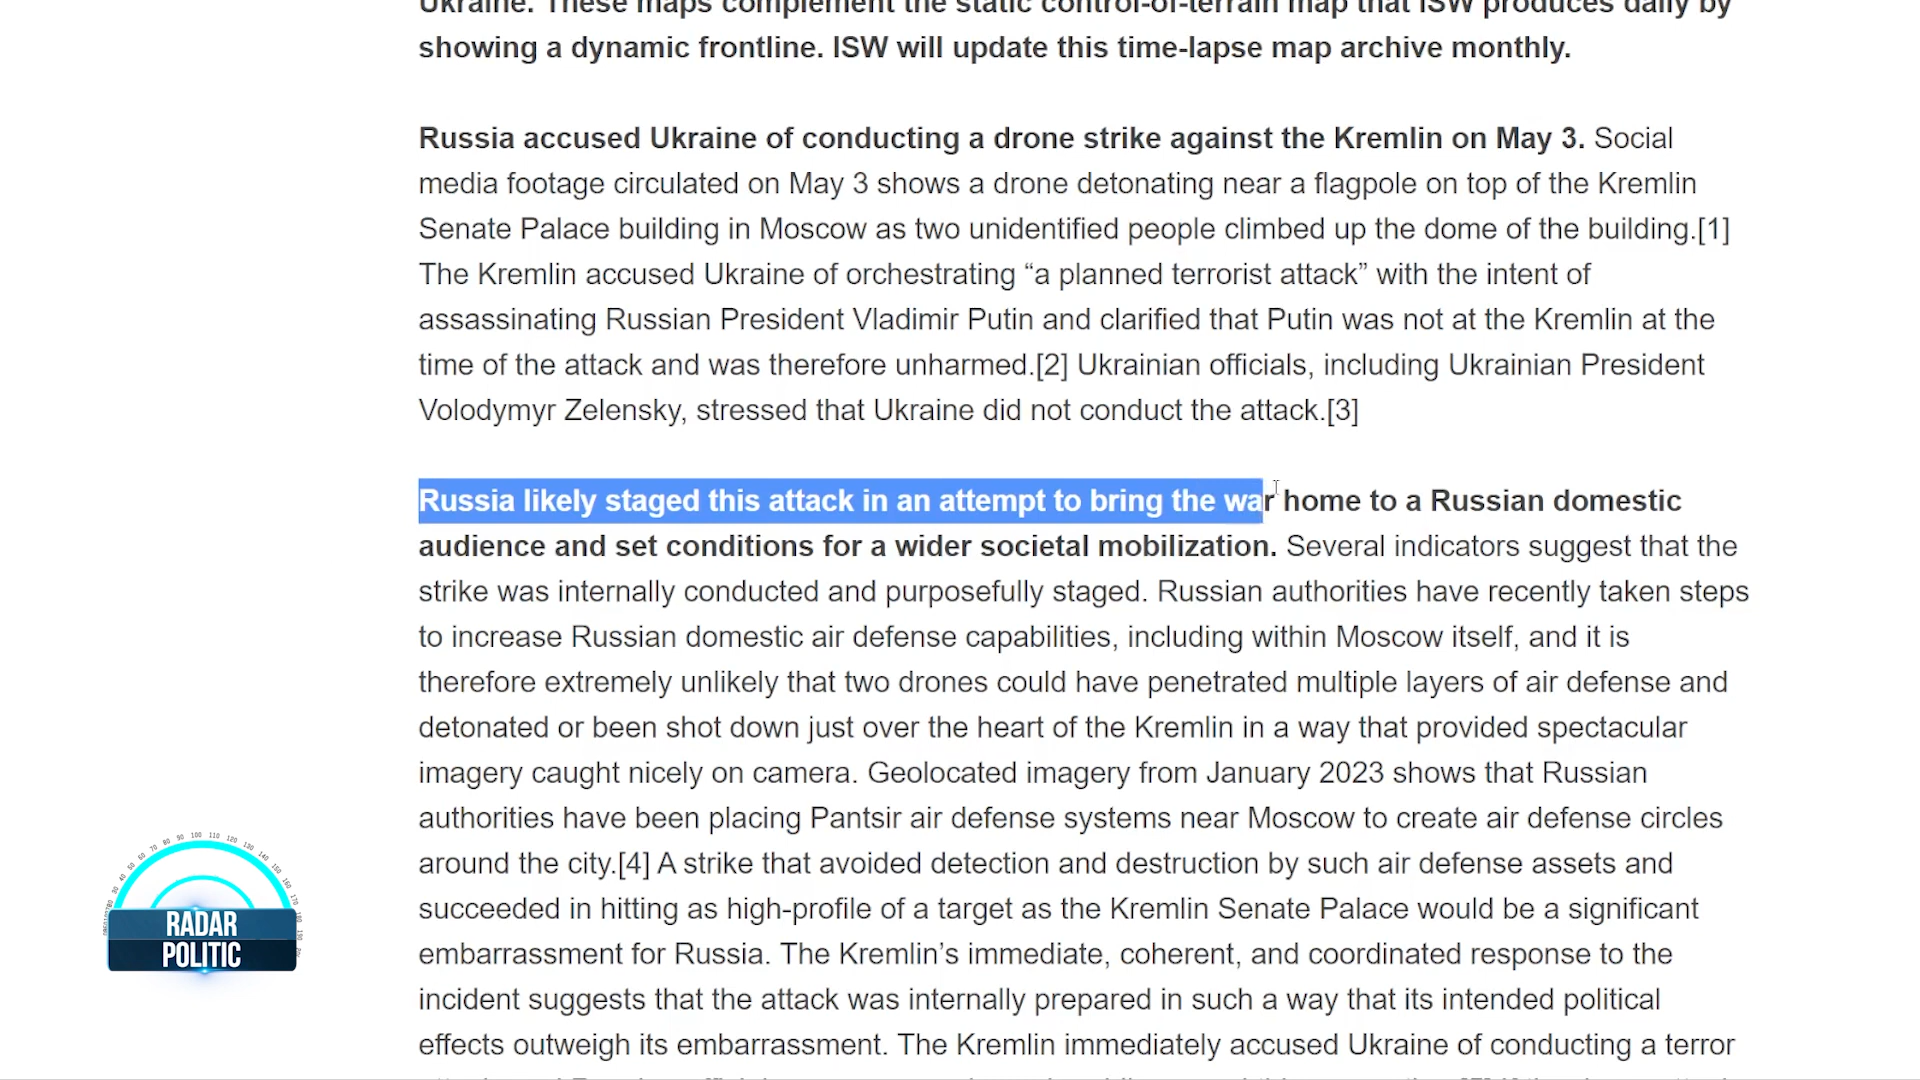 Ukraine. These maps complement the static control-of-terrain map that ISW produces daily by
showing a dynamic frontline. ISW will update this time-lapse map archive monthly.
Russia accused Ukraine of conducting a drone strike against the Kremlin on May 3. Social
media footage circulated on May 3 shows a drone detonating near a flagpole on top of the Kremlin
Senate Palace building in Moscow as two unidentified people climbed up the dome of the building.[1]
The Kremlin accused Ukraine of orchestrating “a planned terrorist attack” with the intent of
assassinating Russian President Vladimir Putin and clarified that Putin was not at the Kremlin at the
time of the attack and was therefore unharmed.[2] Ukrainian officials, including Ukrainian President
Volodymyr Zelensky, stressed that Ukraine did not conduct the attack.[3]
Russia likely staged this attack in an attempt to bring the war home to a Russian domestic
audience and set conditions for a wider societal mobilization. Several indicators suggest that the
strike was internally conducted and purposefully staged. Russian authorities have recently taken steps
to increase Russian domestic air defense capabilities, including within Moscow itself, and it is
therefore extremely unlikely that two drones could have penetrated multiple layers of air defense and
detonated or been shot down just over the heart of the Kremlin in a way that provided spectacular
imagery caught nicely on camera. Geolocated imagery from January 2023 shows that Russian
authorities have been placing Pantsir air defense systems near Moscow to create air defense circles
around the city.[4] A strike that avoided detection and destruction by such air defense assets and
succeeded in hitting as high-profile of a target as the Kremlin Senate Palace would be a significant
embarrassment for Russia. The Kremlin’s immediate, coherent, and coordinated response to the
incident suggests that the attack was internally prepared in such a way that its intended political
effects outweigh its embarrassment. The Kremlin immediately accused Ukraine of conducting a terror
RADAR
POLITIC